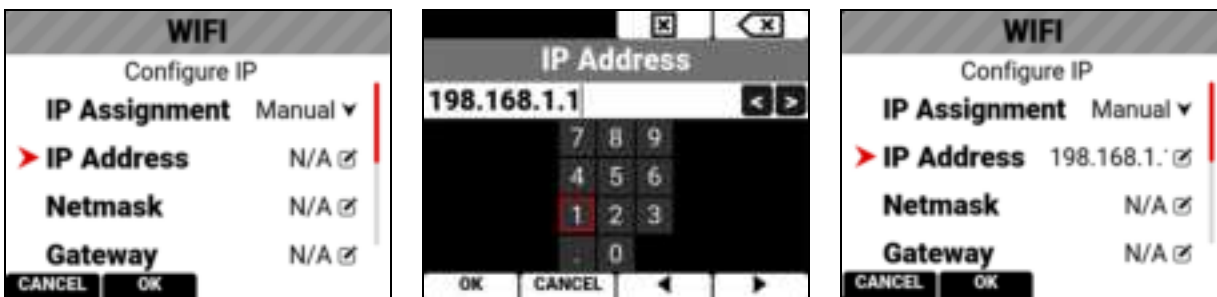 WIFI
Configure IP
IP Assignment Manual
IP Address N/A
Netmask N/A
Gateway N/A
CANCEL OK
IP Address
198.168.1.1
< >
7 8 9
4 5 6
1 2 3
. 0
OK CANCEL
WIFI
Configure IP
IP Assignment Manual
IP Address 198.168.1.
Netmask N/A
Gateway N/A
CANCEL OK